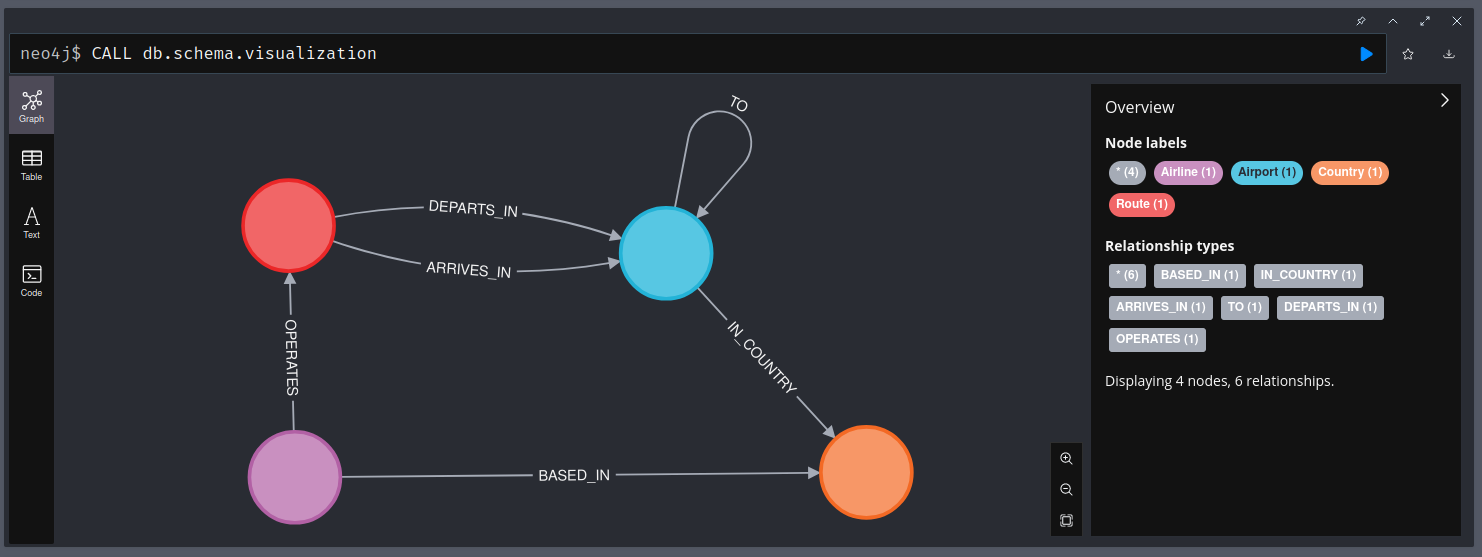 neo4j$ CALL db.schema.visualization
Graph
Table
Text
Code
TO
DEPARTS_IN
ARRIVES_IN
OPERATES
IN_COUNTRY
BASED_IN
Overview
Node labels
* (4) Airline (1) Airport (1) Country (1)
Route (1)
Relationship types
* (6) BASED_IN (1) IN_COUNTRY (1)
ARRIVES_IN (1) TO (1) DEPARTS_IN (1)
OPERATES (1)
Displaying 4 nodes, 6 relationships.